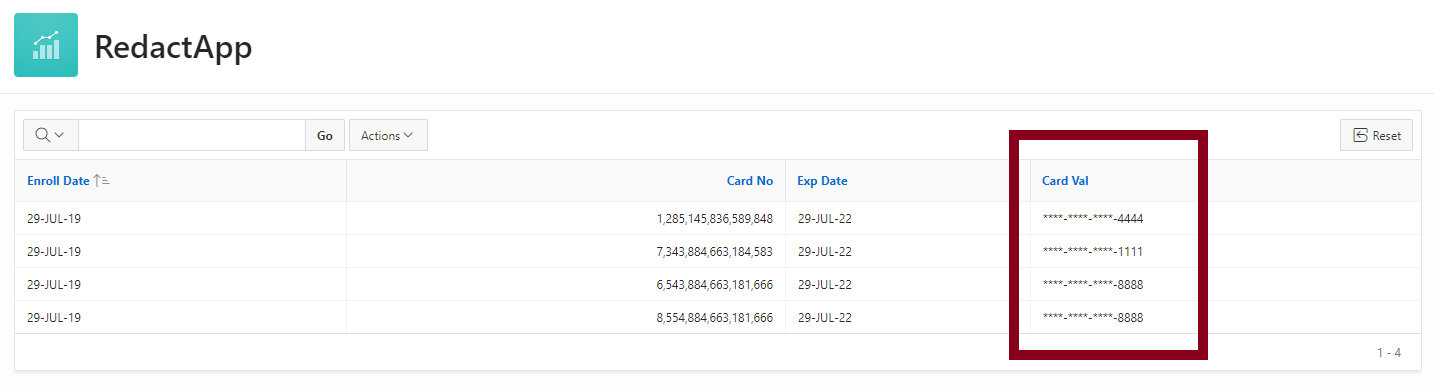 RedactApp
Go Actions Reset
Enroll Date Card No Exp Date Card Val
29-JUL-19 1,285,145,836,589,848 29-JUL-22 ****-****-****-4444
29-JUL-19 7,343,884,663,184,583 29-JUL-22 ****-****-****-1111
29-JUL-19 6,543,884,663,181,666 29-JUL-22 ****-****-****-8888
29-JUL-19 8,554,884,663,181,666 29-JUL-22 ****-****-****-8888
1 - 4